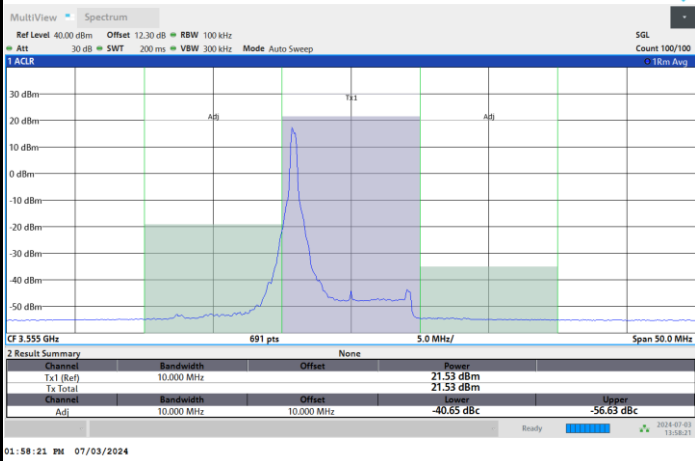 MultiView Spectrum
Ref Level 40.00 dBm Offset 12.30 dB RBW 100 kHz SGL
Att 30 dB SWT 200 ms VBW 300 kHz Mode Auto Sweep Count 100/100
1 ACLR 1Rm Avg
30 dBm
Tx1
20 dBm
Adj Adj
10 dBm
0 dBm
-10 dBm
-20 dBm
-30 dBm
-40 dBm
-50 dBm
CF 3.555 GHz 691 pts 5.0 MHz/ Span 50.0 MHz
2 Result Summary None
Channel Bandwidth Offset Power
Tx1 (Ref) 10.000 MHz 21.53 dBm
Tx Total 21.53 dBm
Channel Bandwidth Offset Lower Upper
Adj 10.000 MHz 10.000 MHz -40.65 dBc -56.63 dBc
Ready 2024-07-03
13:58:21
01:58:21 PM 07/03/2024